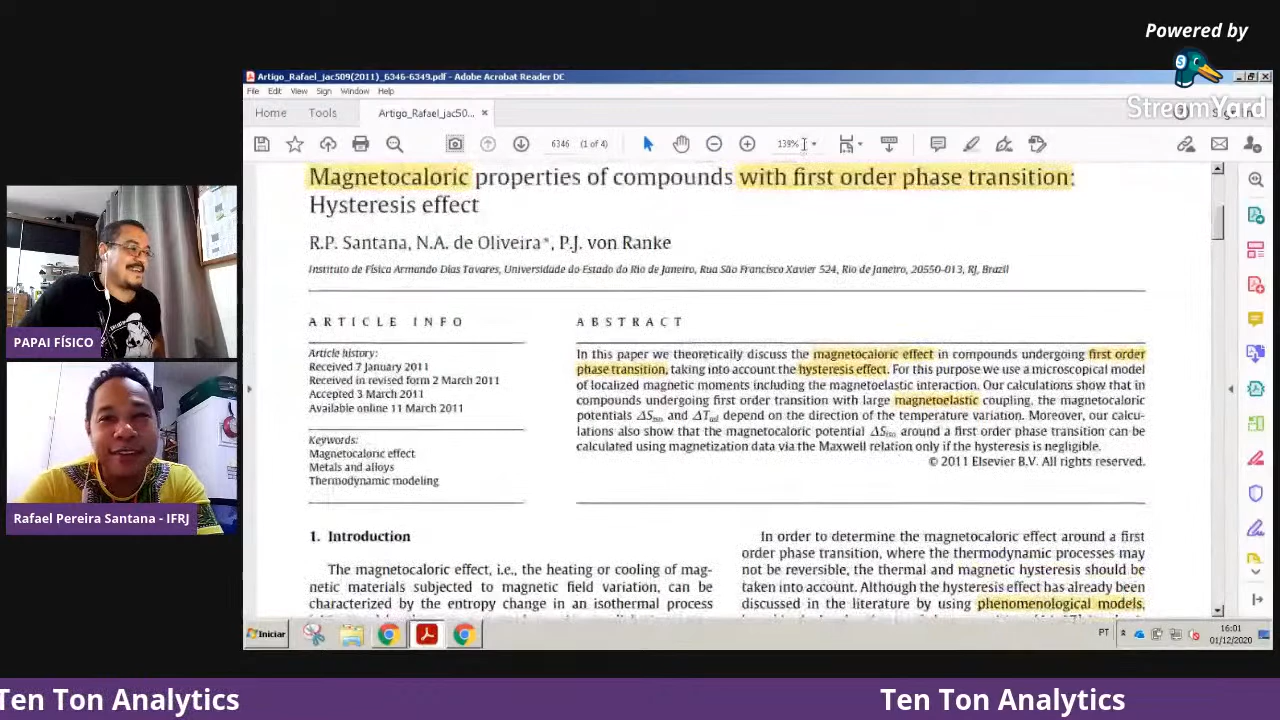 Powered by
StreamYard
Artigo_Rafael_jac509(2011)_6346-6349.pdf - Adobe Acrobat Reader DC
File Edit View Sign Window Help
Home Tools Artigo_Rafael_jac50... ×
6346 (1 of 4) 139%
Magnetocaloric properties of compounds with first order phase transition:
Hysteresis effect
R.P. Santana, N.A. de Oliveira*, P.J. von Ranke
Instituto de Física Armando Dias Tavares, Universidade do Estado do Rio de Janeiro, Rua São Francisco Xavier 524, Rio de Janeiro, 20550-013, RJ, Brazil
ARTICLE INFO
Article history:
Received 7 January 2011
Received in revised form 2 March 2011
Accepted 3 March 2011
Available online 11 March 2011
Keywords:
Magnetocaloric effect
Metals and alloys
Thermodynamic modeling
ABSTRACT
In this paper we theoretically discuss the magnetocaloric effect in compounds undergoing first order
phase transition, taking into account the hysteresis effect. For this purpose we use a microscopical model
of localized magnetic moments including the magnetoelastic interaction. Our calculations show that in
compounds undergoing first order transition with large magnetoelastic coupling, the magnetocaloric
potentials ΔSiso and ΔTad depend on the direction of the temperature variation. Moreover, our calcu-
lations also show that the magnetocaloric potential ΔSiso around a first order phase transition can be
calculated using magnetization data via the Maxwell relation only if the hysteresis is negligible.
© 2011 Elsevier B.V. All rights reserved.
1. Introduction
The magnetocaloric effect, i.e., the heating or cooling of mag-
netic materials subjected to magnetic field variation, can be
characterized by the entropy change in an isothermal process
In order to determine the magnetocaloric effect around a first
order phase transition, where the thermodynamic processes may
not be reversible, the thermal and magnetic hysteresis should be
taken into account. Although the hysteresis effect has already been
discussed in the literature by using phenomenological models,
PAPAI FÍSICO
Rafael Pereira Santana - IFRJ
Iniciar
PT
16:01
01/12/2020
Ten Ton Analytics
Ten Ton Analytics